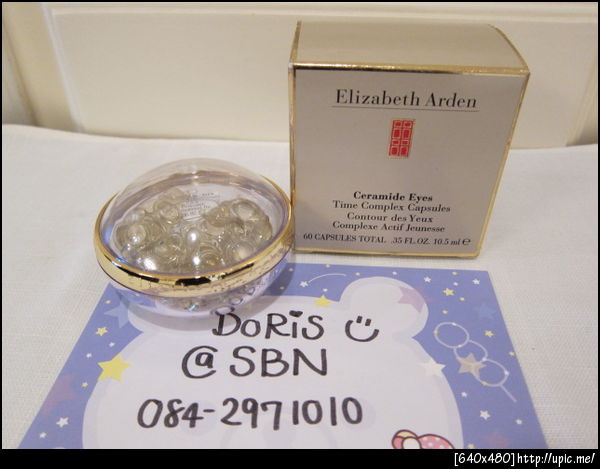 Elizabeth Arden
Ceramide Eyes
Time Complex Capsules
Contour des Yeux
Complexe Actif Jeunesse
60 CAPSULES TOTAL .35 FL.OZ. 10.5 ml e
DORiS
@ SBN
084-2971010
[640x480]http://upic.me/